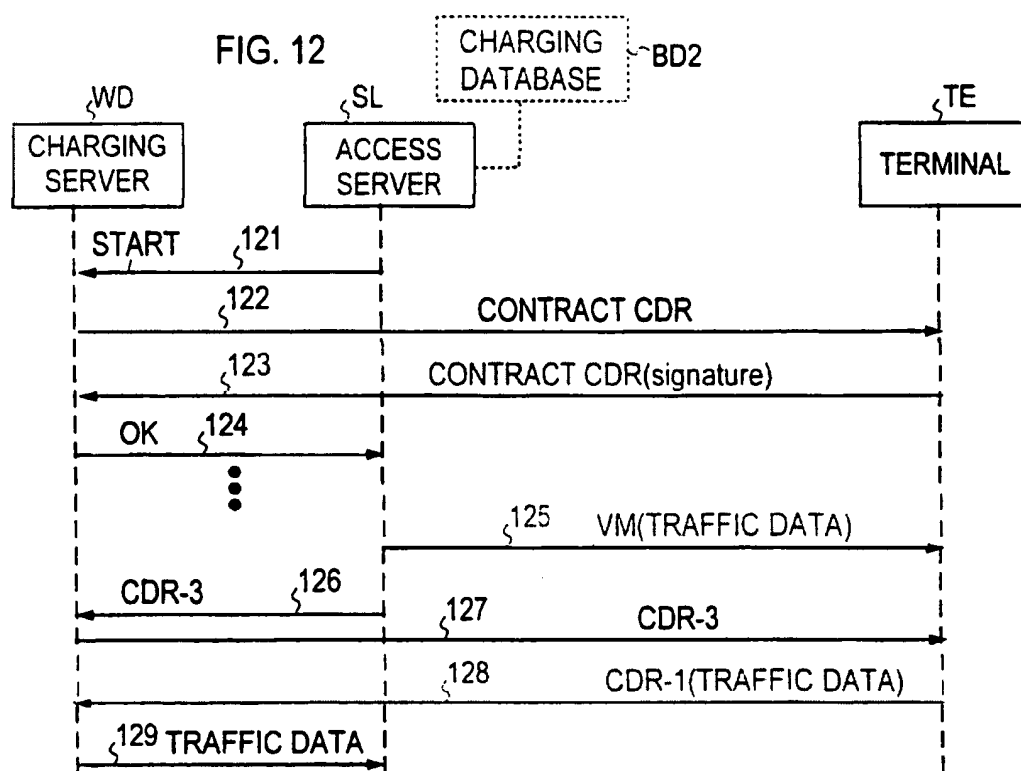 FIG. 12
CHARGING
DATABASE
BD2
WD
SL
TE
CHARGING
SERVER
ACCESS
SERVER
TERMINAL
START
121
122
CONTRACT CDR
123
CONTRACT CDR(signature)
OK
124
125
VM(TRAFFIC DATA)
CDR-3
126
127
CDR-3
128
CDR-1(TRAFFIC DATA)
129
TRAFFIC DATA